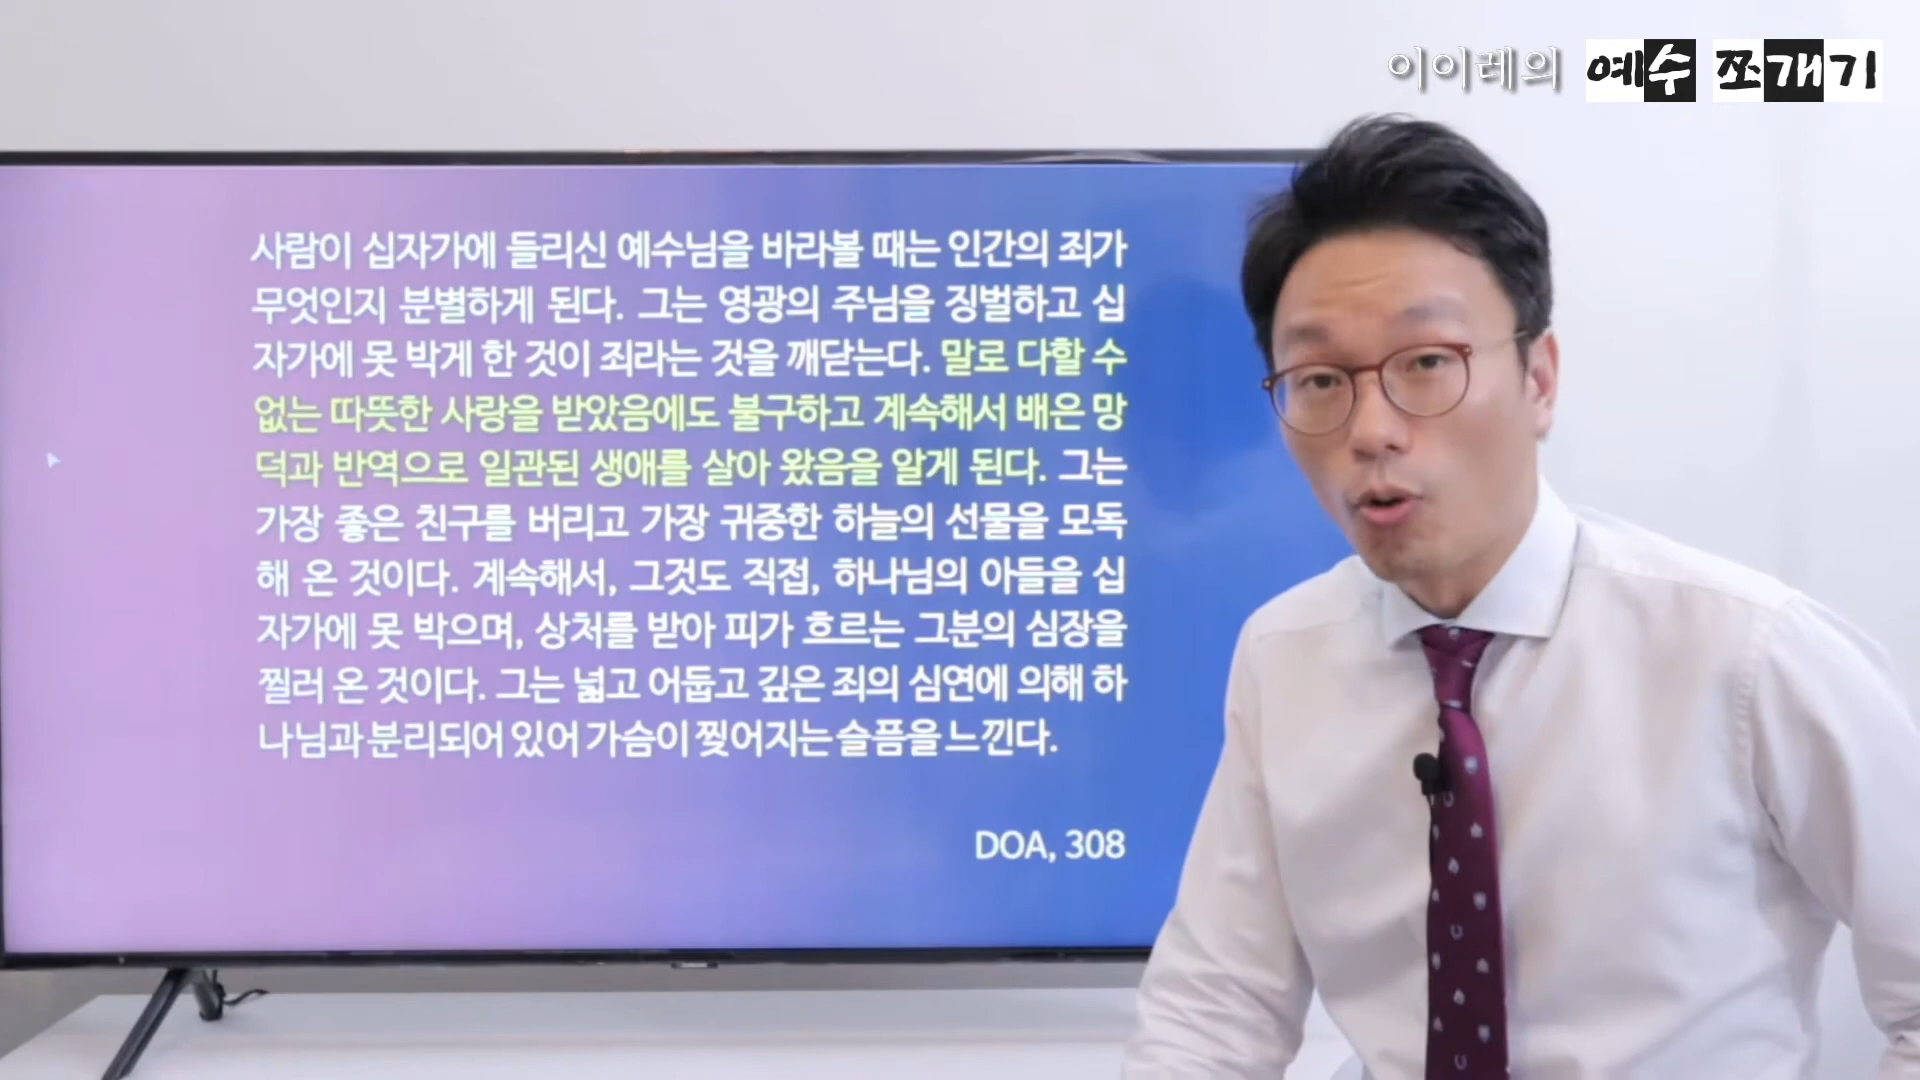 이이레의 예수 쪼개기
사람이 십자가에 들리신 예수님을 바라볼 때는 인간의 죄가
무엇인지 분별하게 된다. 그는 영광의 주님을 징벌하고 십
자가에 못 박게 한 것이 죄라는 것을 깨닫는다. 말로 다할 수
없는 따뜻한 사랑을 받았음에도 불구하고 계속해서 배은 망
덕과 반역으로 일관된 생애를 살아 왔음을 알게 된다. 그는
가장 좋은 친구를 버리고 가장 귀중한 하늘의 선물을 모독
해 온 것이다. 계속해서, 그것도 직접, 하나님의 아들을 십
자가에 못 박으며, 상처를 받아 피가 흐르는 그분의 심장을
찔러 온 것이다. 그는 넓고 어둡고 깊은 죄의 심연에 의해 하
나님과 분리되어 있어 가슴이 찢어지는 슬픔을 느낀다.
DOA, 308